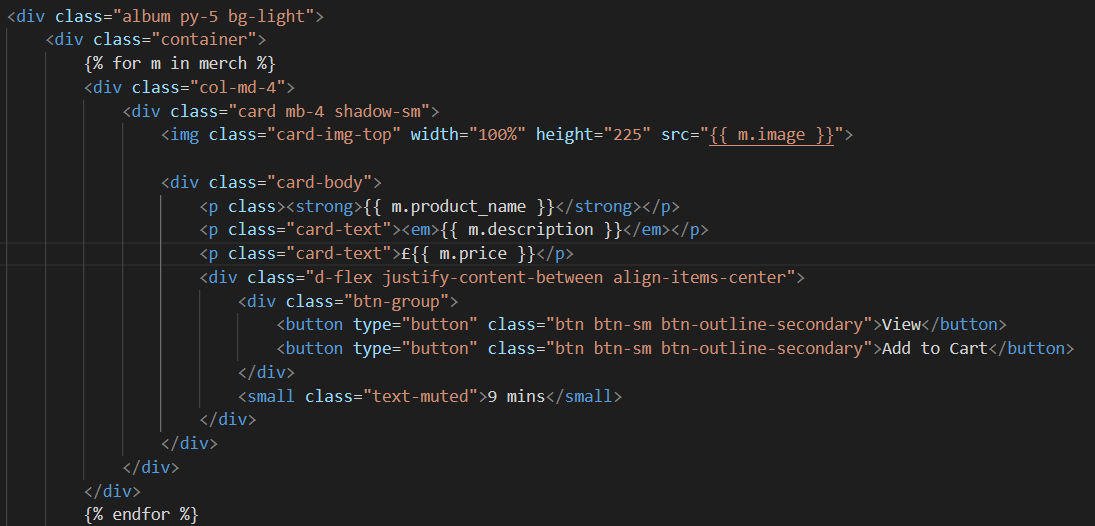 <div class="album py-5 bg-light">
<div class="container">
{% for m in merch %}
<div class="col-md-4">
<div class="card mb-4 shadow-sm">
<img class="card-img-top" width="100%" height="225" src="{{ m.image }}">
<div class="card-body">
<p class><strong>{{ m.product_name }}</strong></p>
<p class="card-text"><em>{{ m.description }}</em></p>
<p class="card-text">£{{ m.price }}</p>
<div class="d-flex justify-content-between align-items-center">
<div class="btn-group">
<button type="button" class="btn btn-sm btn-outline-secondary">View</button>
<button type="button" class="btn btn-sm btn-outline-secondary">Add to Cart</button>
</div>
<small class="text-muted">9 mins</small>
</div>
</div>
</div>
</div>
{% endfor %}